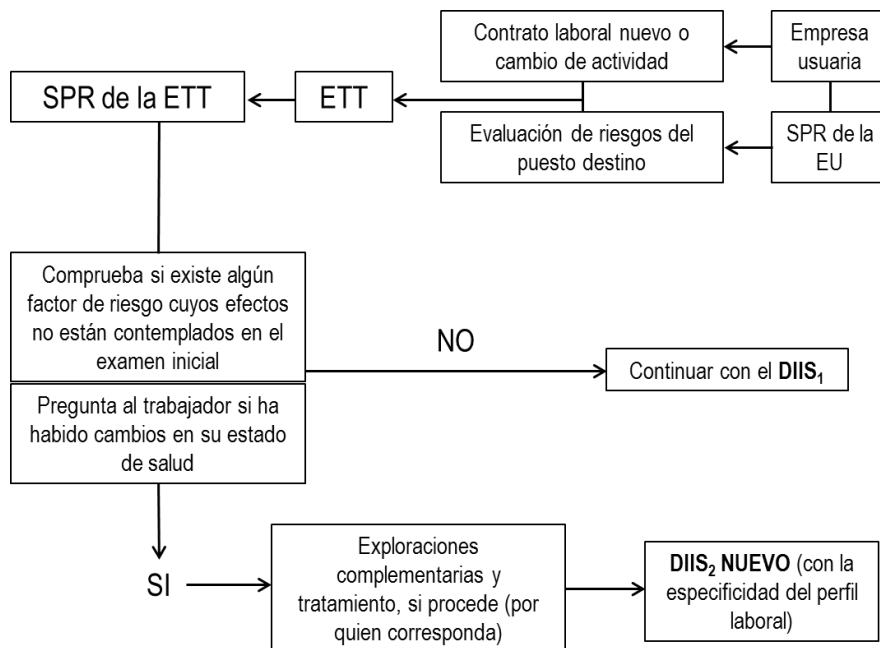 Contrato laboral nuevo o
cambio de actividad
Empresa
usuaria
SPR de la ETT
ETT
Evaluación de riesgos del
puesto destino
SPR de la
EU
Comprueba si existe algún
factor de riesgo cuyos efectos
no están contemplados en el
examen inicial
NO
Continuar con el DIIS₁
Pregunta al trabajador si ha
habido cambios en su estado
de salud
SI
Exploraciones
complementarias y
tratamiento, si procede (por
quien corresponda)
DIIS₂ NUEVO (con la
especificidad del perfil
laboral)